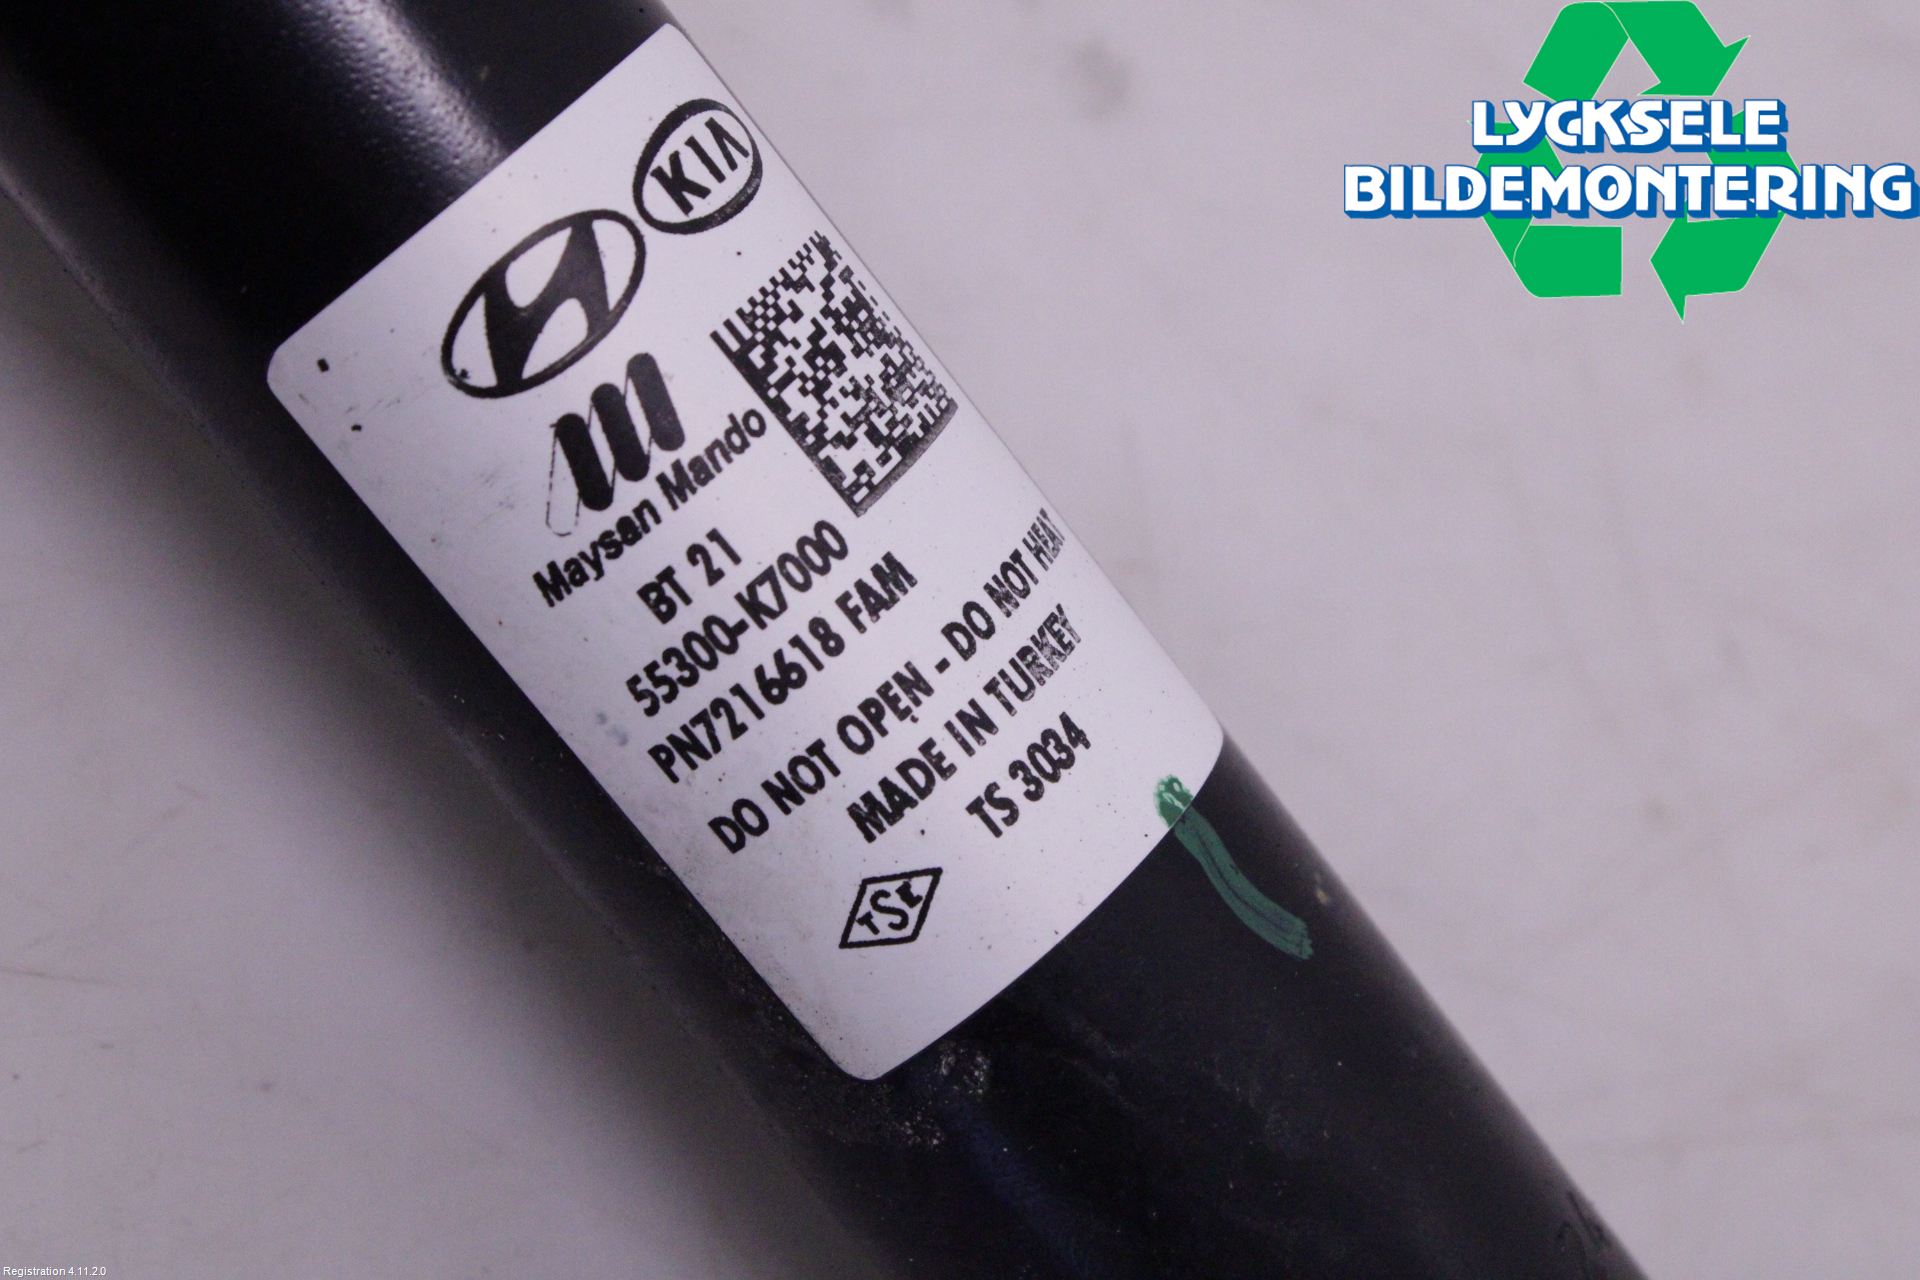 LYCKSELE
BILDEMONTERING
KIA
Maysan Mando
BT 21
55300-K7000
PN7216618 FAM
DO NOT OPEN - DO NOT HEAT
MADE IN TURKEY
TS 3034
TSE
Registration 4.11.2.0